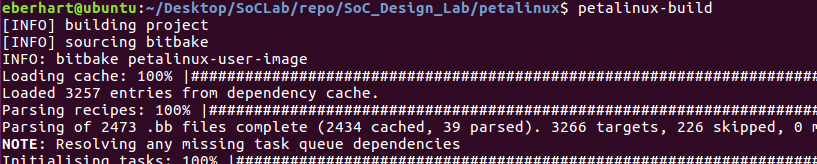 eberhart@ubuntu:~/Desktop/SoCLab/repo/SoC_Design_Lab/petalinux$ petalinux-build
[INFO] building project
[INFO] sourcing bitbake
INFO: bitbake petalinux-user-image
Loading cache: 100% |############################################################################
Loaded 3257 entries from dependency cache.
Parsing recipes: 100% |##########################################################################
Parsing of 2473 .bb files complete (2434 cached, 39 parsed). 3266 targets, 226 skipped, 0 m
NOTE: Resolving any missing task queue dependencies
Initialising tasks: 100% |#######################################################################